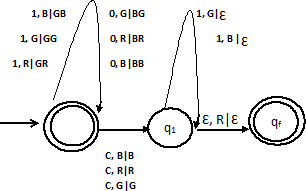 1, B|GB
0, G|BG
1, G|ε
1, G|GG
0, R|BR
1, B|ε
1, R|GR
0, B|BB
q1
ε, R|ε
qf
C, B|B
C, R|R
C, G|G